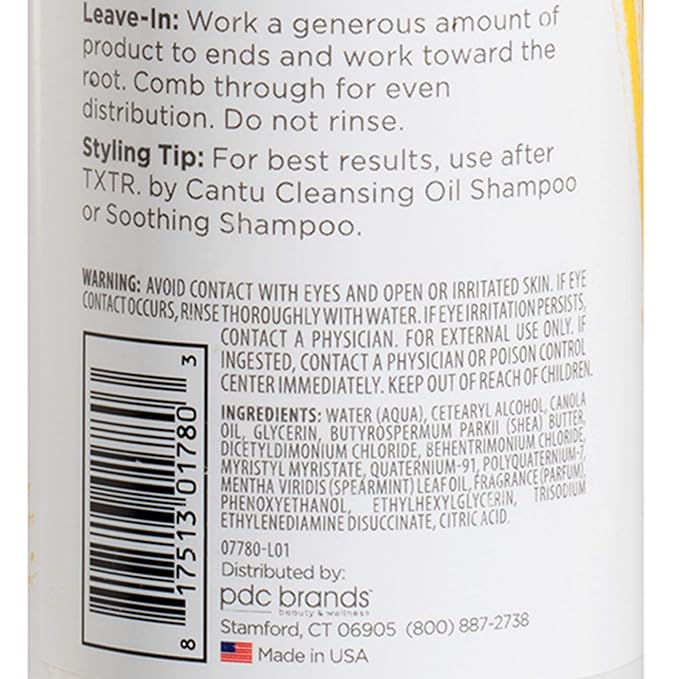 Leave-In: Work a generous amount of
product to ends and work toward the
root. Comb through for even
distribution. Do not rinse.
Styling Tip: For best results, use after
TXTR. by Cantu Cleansing Oil Shampoo
or Soothing Shampoo.
WARNING: AVOID CONTACT WITH EYES AND OPEN OR IRRITATED SKIN. IF EYE
CONTACT OCCURS, RINSE THOROUGHLY WITH WATER. IF EYE IRRITATION PERSISTS,
CONTACT A PHYSICIAN. FOR EXTERNAL USE ONLY. IF
INGESTED, CONTACT A PHYSICIAN OR POISON CONTROL
CENTER IMMEDIATELY. KEEP OUT OF REACH OF CHILDREN.
INGREDIENTS: WATER (AQUA), CETEARYL ALCOHOL, CANOLA
OIL, GLYCERIN, BUTYROSPERMUM PARKII (SHEA) BUTTER,
DICETYLDIMONIUM CHLORIDE, BEHENTRIMONIUM CHLORIDE,
MYRISTYL MYRISTATE, QUATERNIUM-91, POLYQUATERNIUM-7,
MENTHA VIRIDIS (SPEARMINT) LEAF OIL, FRAGRANCE (PARFUM),
PHENOXYETHANOL, ETHYLHEXYLGLYCERIN, TRISODIUM
ETHYLENEDIAMINE DISUCCINATE, CITRIC ACID.
8 17513 01780 3
07780-L01
Distributed by:
pdc brands™
beauty & wellness
Stamford, CT 06905 (800) 887-2738
Made in USA